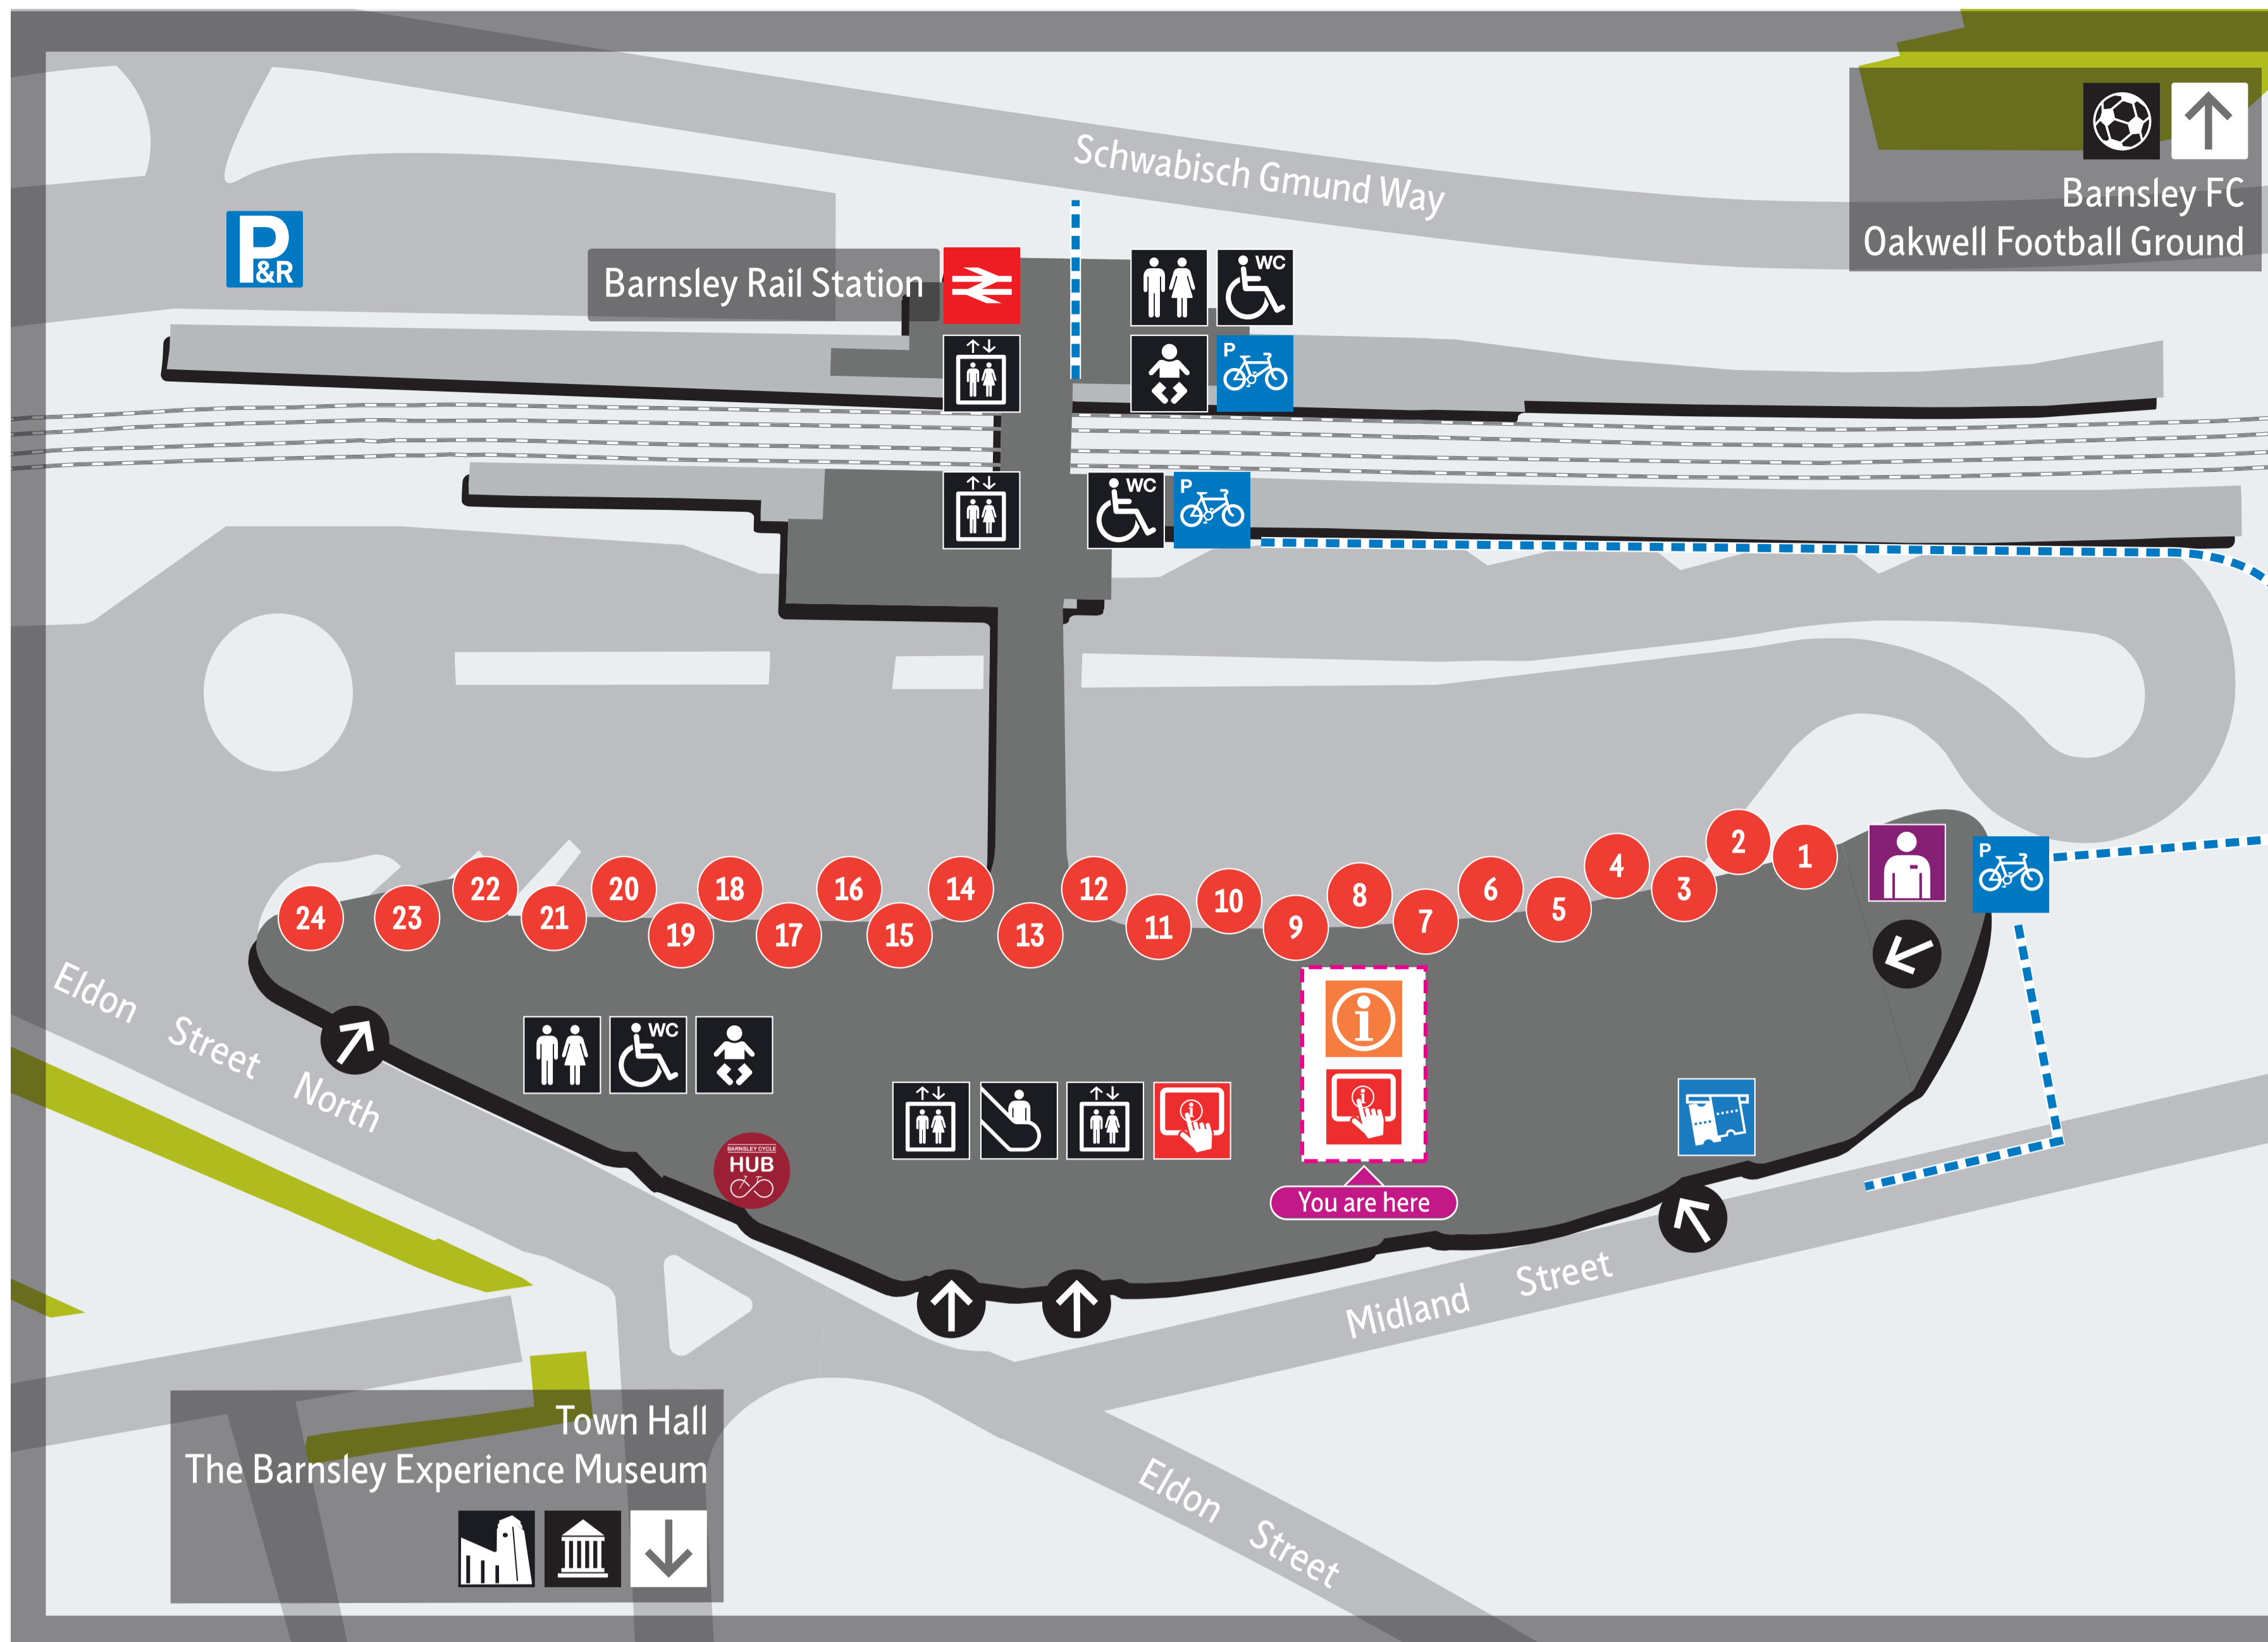 Schwabisch Gmund Way
Barnsley FC
Oakwell Football Ground
P
&R
Barnsley Rail Station
WC
P
WC
P
2
1
4
3
22
20
18
16
14
12
10
8
6
5
24
23
21
19
17
15
13
11
9
7
P
Eldon Street North
WC
BARNSLEY CYCLE
HUB
i
i
i
You are here
Midland Street
Town Hall
The Barnsley Experience Museum
Eldon Street